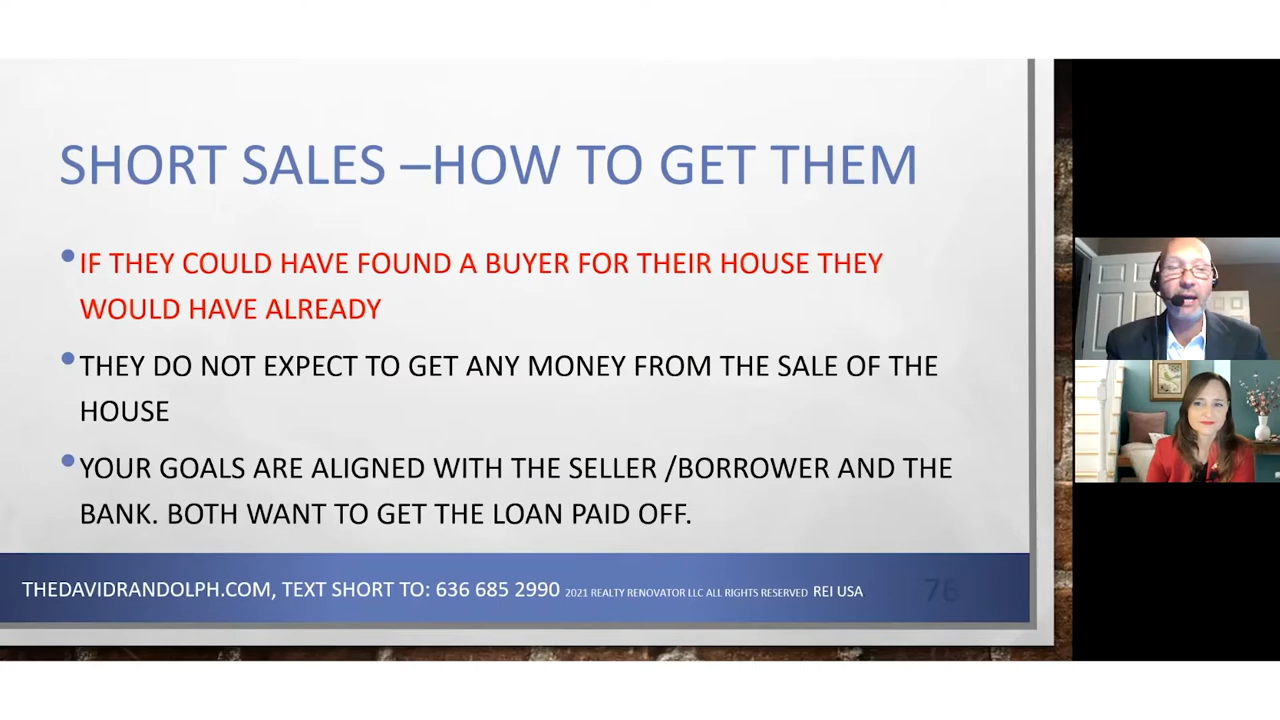 SHORT SALES –HOW TO GET THEM
•IF THEY COULD HAVE FOUND A BUYER FOR THEIR HOUSE THEY
WOULD HAVE ALREADY
•THEY DO NOT EXPECT TO GET ANY MONEY FROM THE SALE OF THE
HOUSE
•YOUR GOALS ARE ALIGNED WITH THE SELLER /BORROWER AND THE
BANK. BOTH WANT TO GET THE LOAN PAID OFF.
THEDAVIDRANDOLPH.COM, TEXT SHORT TO: 636 685 2990 2021 REALTY RENOVATOR LLC ALL RIGHTS RESERVED REI USA
76